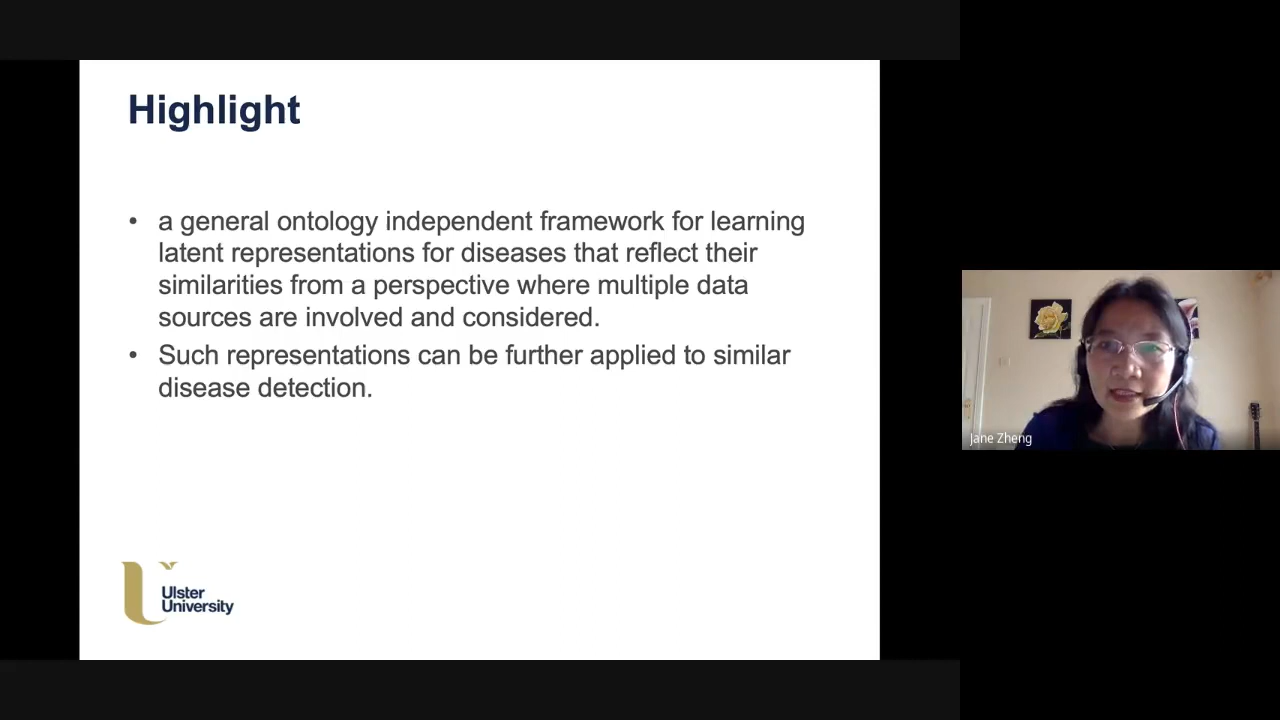 Highlight
• a general ontology independent framework for learning
latent representations for diseases that reflect their
similarities from a perspective where multiple data
sources are involved and considered.
• Such representations can be further applied to similar
disease detection.
Ulster
University
Jane Zheng